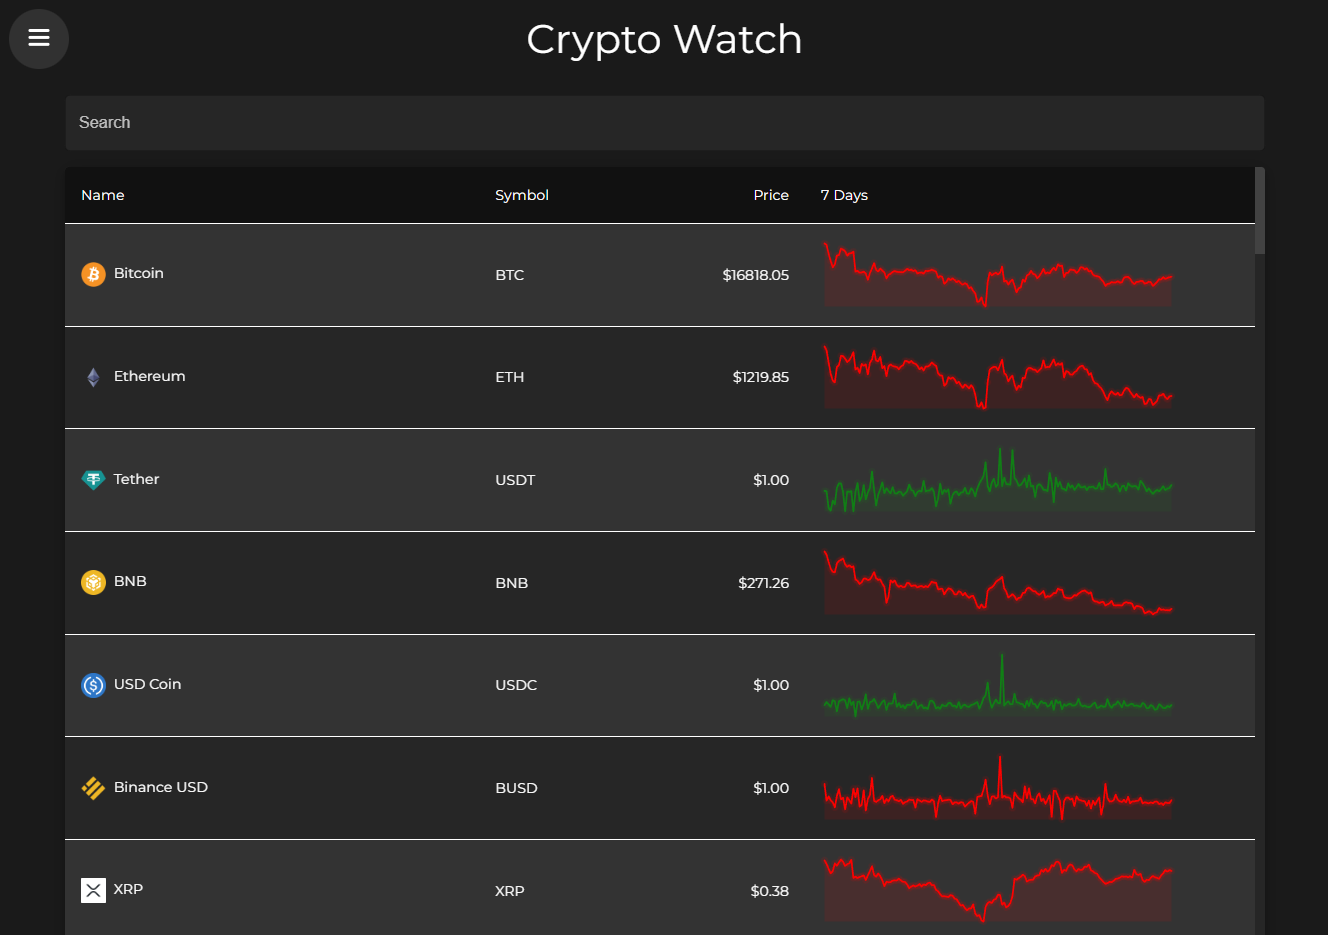 Crypto Watch
Search
Name Symbol Price 7 Days
Bitcoin BTC $16818.05
Ethereum ETH $1219.85
Tether USDT $1.00
BNB BNB $271.26
USD Coin USDC $1.00
Binance USD BUSD $1.00
XRP XRP $0.38